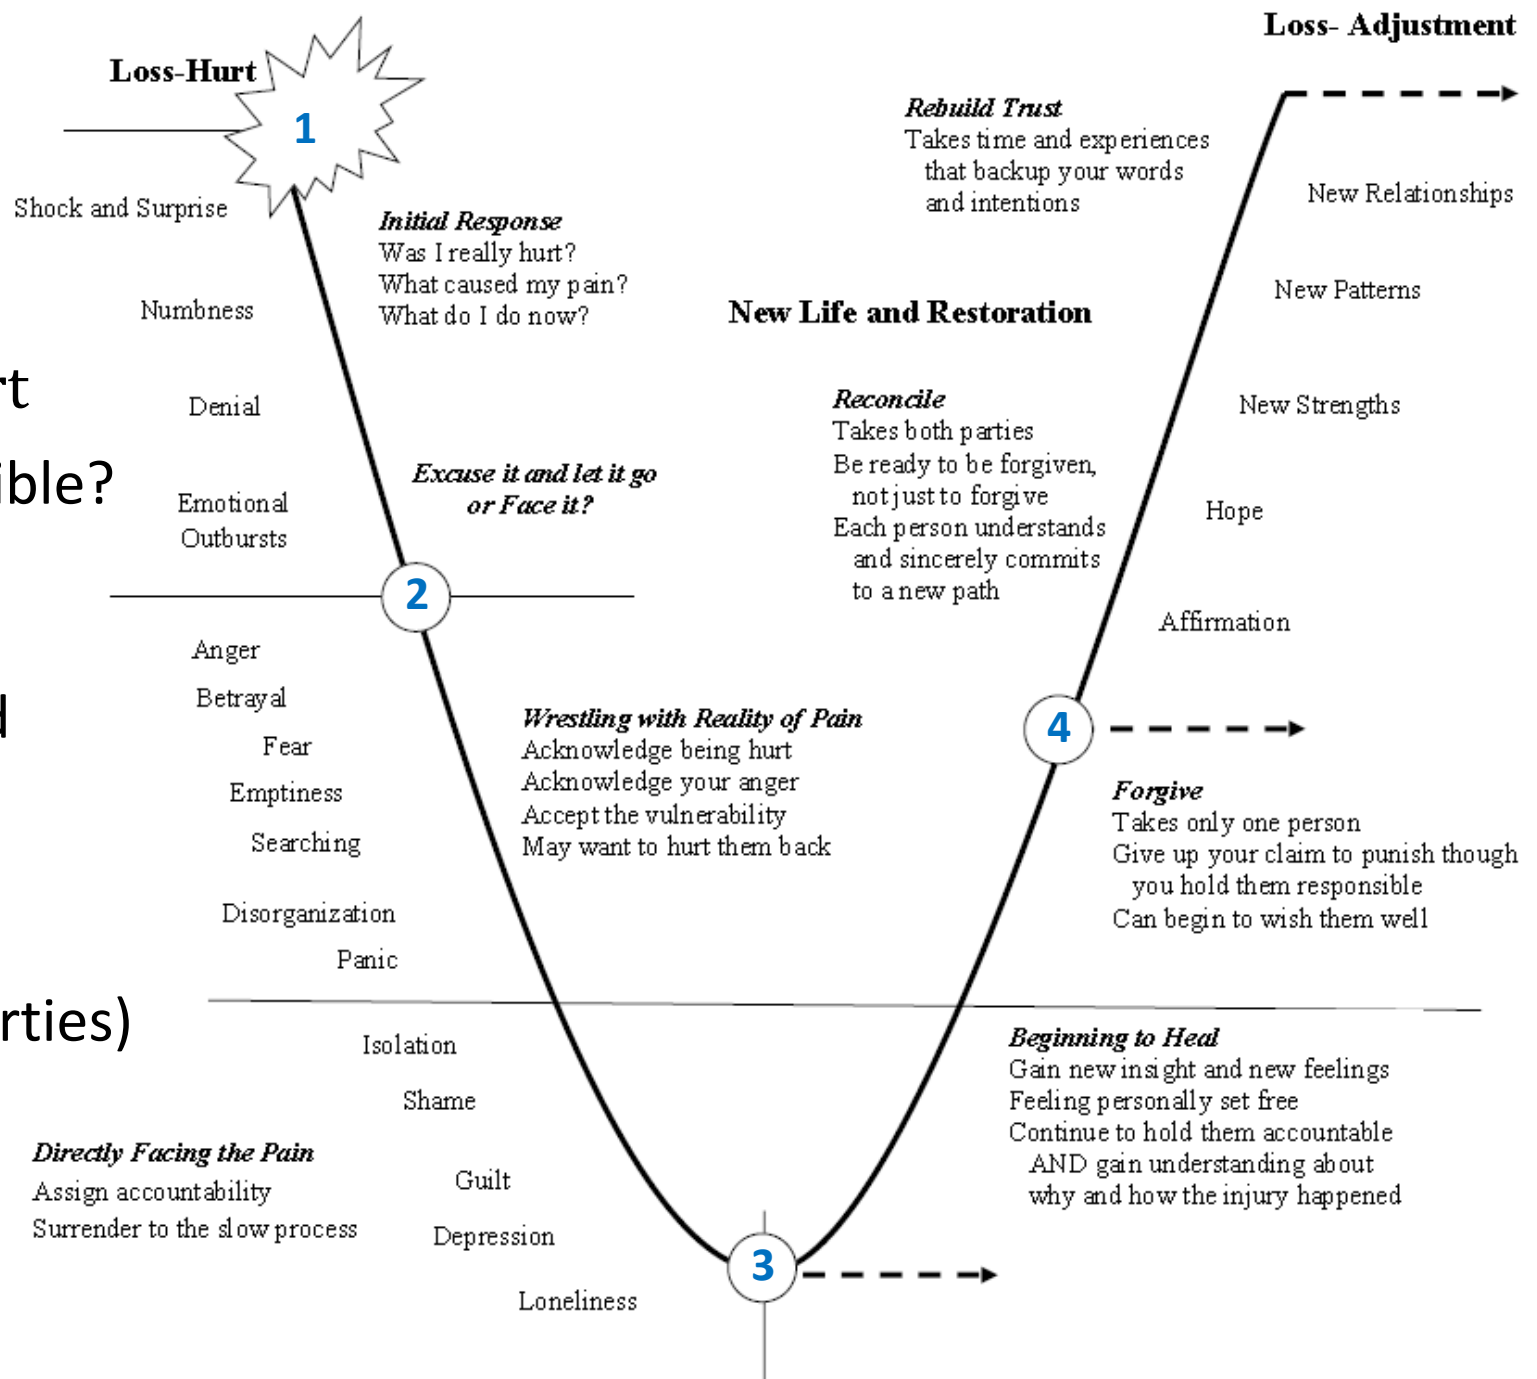 Loss-Hurt
1
Shock and Surprise
Numbness
Denial
Emotional
Outbursts
Initial Response
Was I really hurt?
What caused my pain?
What do I do now?
Excuse it and let it go
or Face it?
2
Anger
Betrayal
Fear
Emptiness
Searching
Disorganization
Panic
Wrestling with Reality of Pain
Acknowledge being hurt
Acknowledge your anger
Accept the vulnerability
May want to hurt them back
Isolation
Shame
Guilt
Depression
Loneliness
Directly Facing the Pain
Assign accountability
Surrender to the slow process
3
Beginning to Heal
Gain new insight and new feelings
Feeling personally set free
Continue to hold them accountable
AND gain understanding about
why and how the injury happened
4
Forgive
Takes only one person
Give up your claim to punish though
you hold them responsible
Can begin to wish them well
New Life and Restoration
Reconcile
Takes both parties
Be ready to be forgiven,
not just to forgive
Each person understands
and sincerely commits
to a new path
Rebuild Trust
Takes time and experiences
that backup your words
and intentions
Loss- Adjustment
New Relationships
New Patterns
New Strengths
Hope
Affirmation
rt
ible?
d
rties)